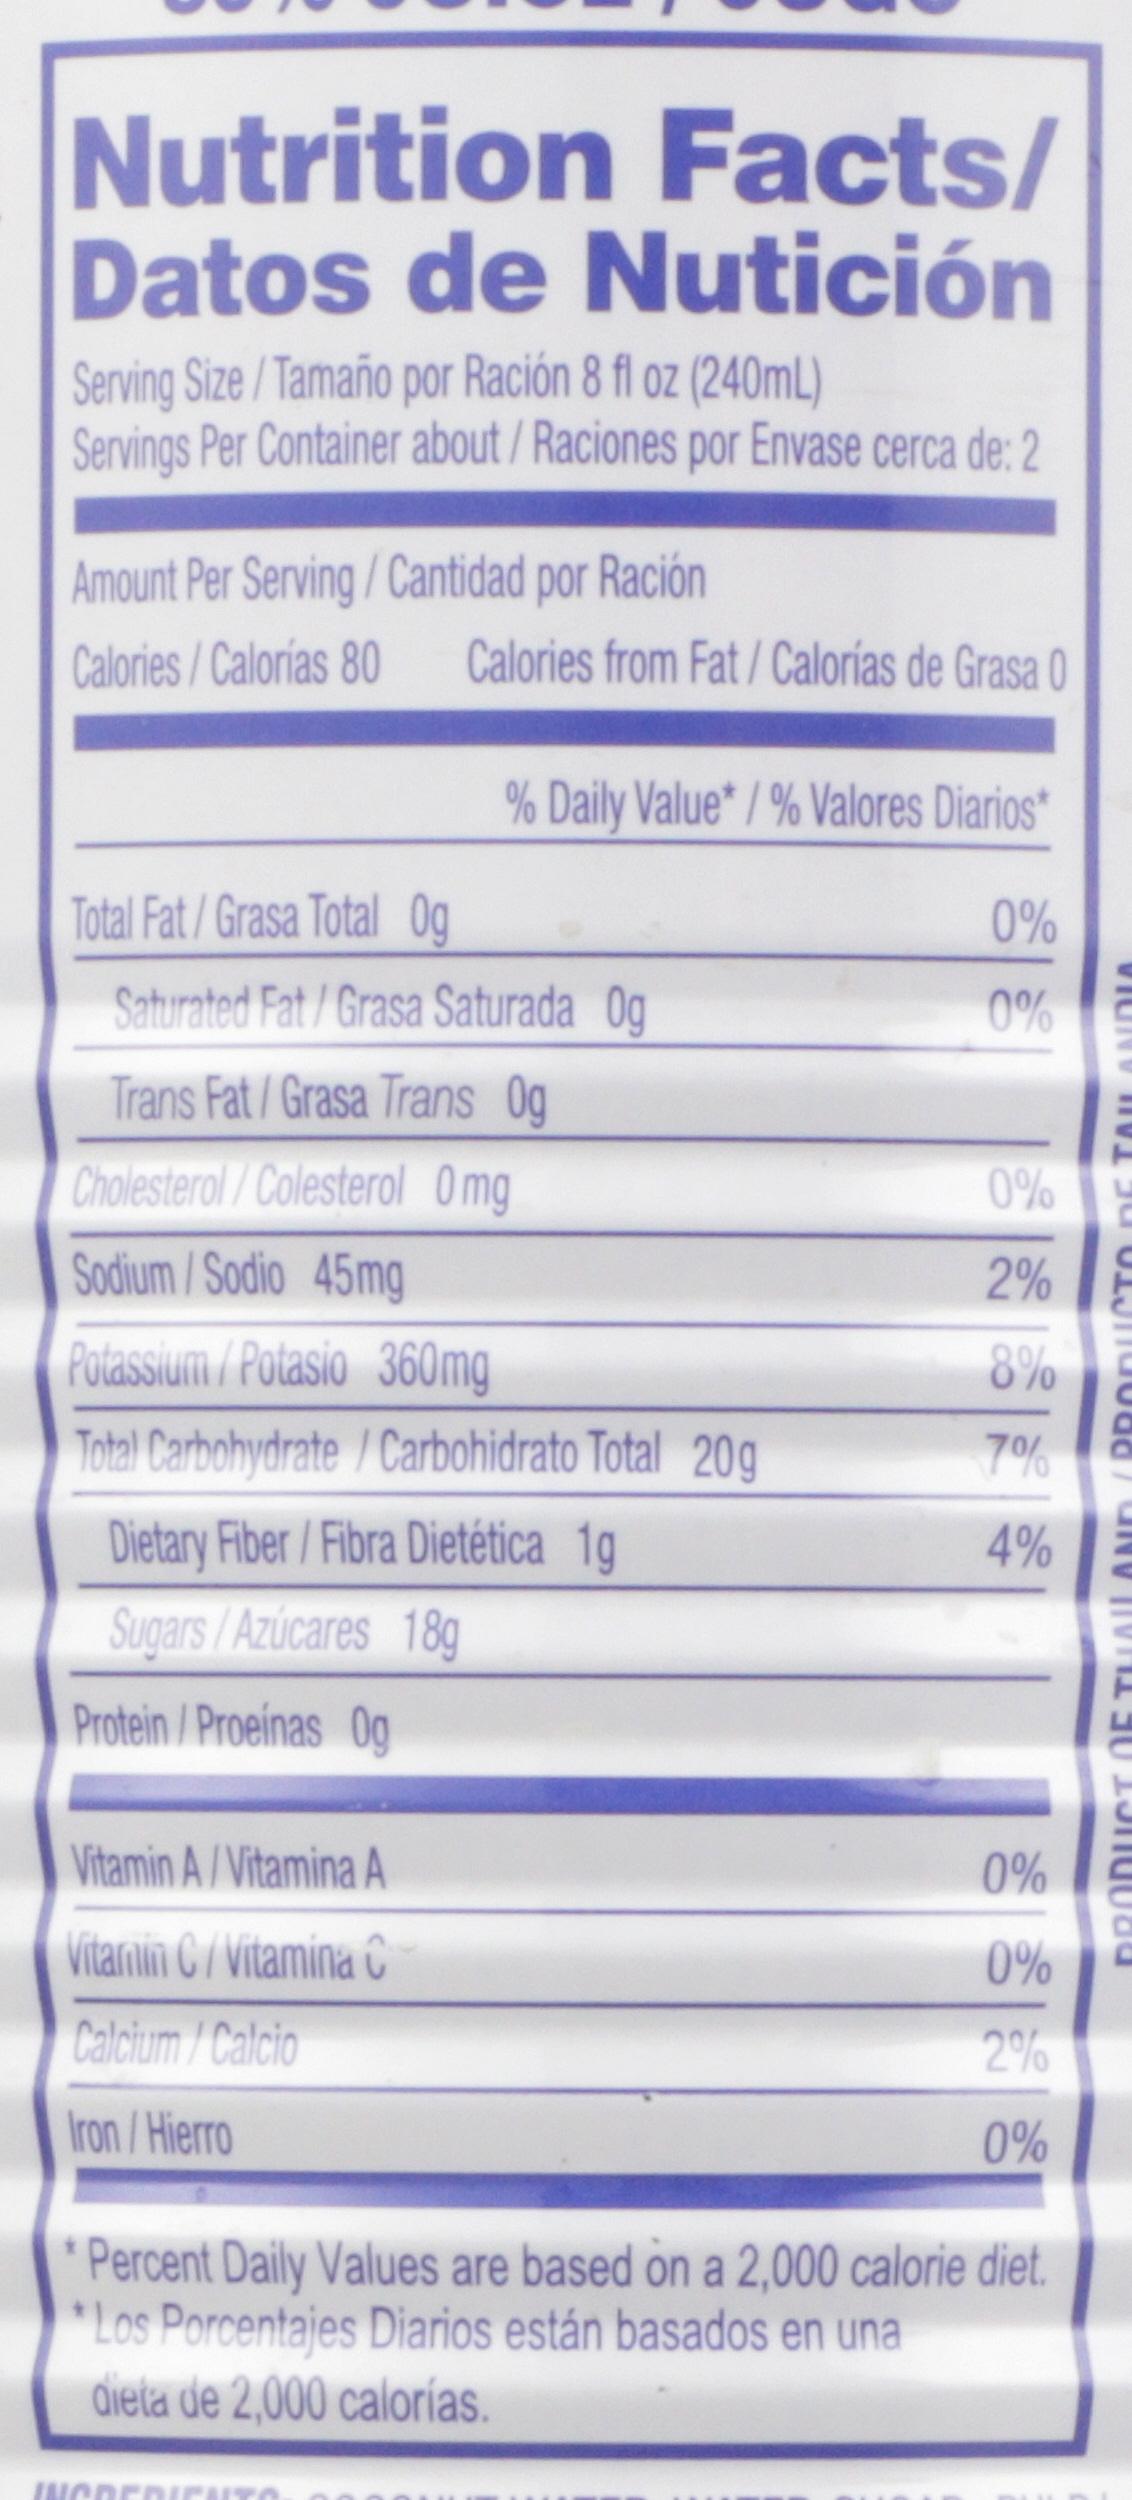 Nutrition Facts/
Datos de Nutición
Serving Size / Tamaño por Ración 8 fl oz (240mL)
Servings Per Container about / Raciones por Envase cerca de: 2
Amount Per Serving / Cantidad por Ración
Calories / Calorías 80 Calories from Fat / Calorías de Grasa 0
% Daily Value* / % Valores Diarios*
Total Fat / Grasa Total 0g 0%
Saturated Fat / Grasa Saturada 0g 0%
Trans Fat / Grasa Trans 0g
Cholesterol / Colesterol 0 mg 0%
Sodium / Sodio 45mg 2%
Potassium / Potasio 360mg 8%
Total Carbohydrate / Carbohidrato Total 20g 7%
Dietary Fiber / Fibra Dietética 1g 4%
Sugars / Azúcares 18g
Protein / Proeínas 0g
Vitamin A / Vitamina A 0%
Vitamin C / Vitamina C 0%
Calcium / Calcio 2%
Iron / Hierro 0%
* Percent Daily Values are based on a 2,000 calorie diet.
* Los Porcentajes Diarios están basados en una
dieta de 2,000 calorías.
PRODUCT OF THAILAND / PRODUCTO DE TAILANDIA